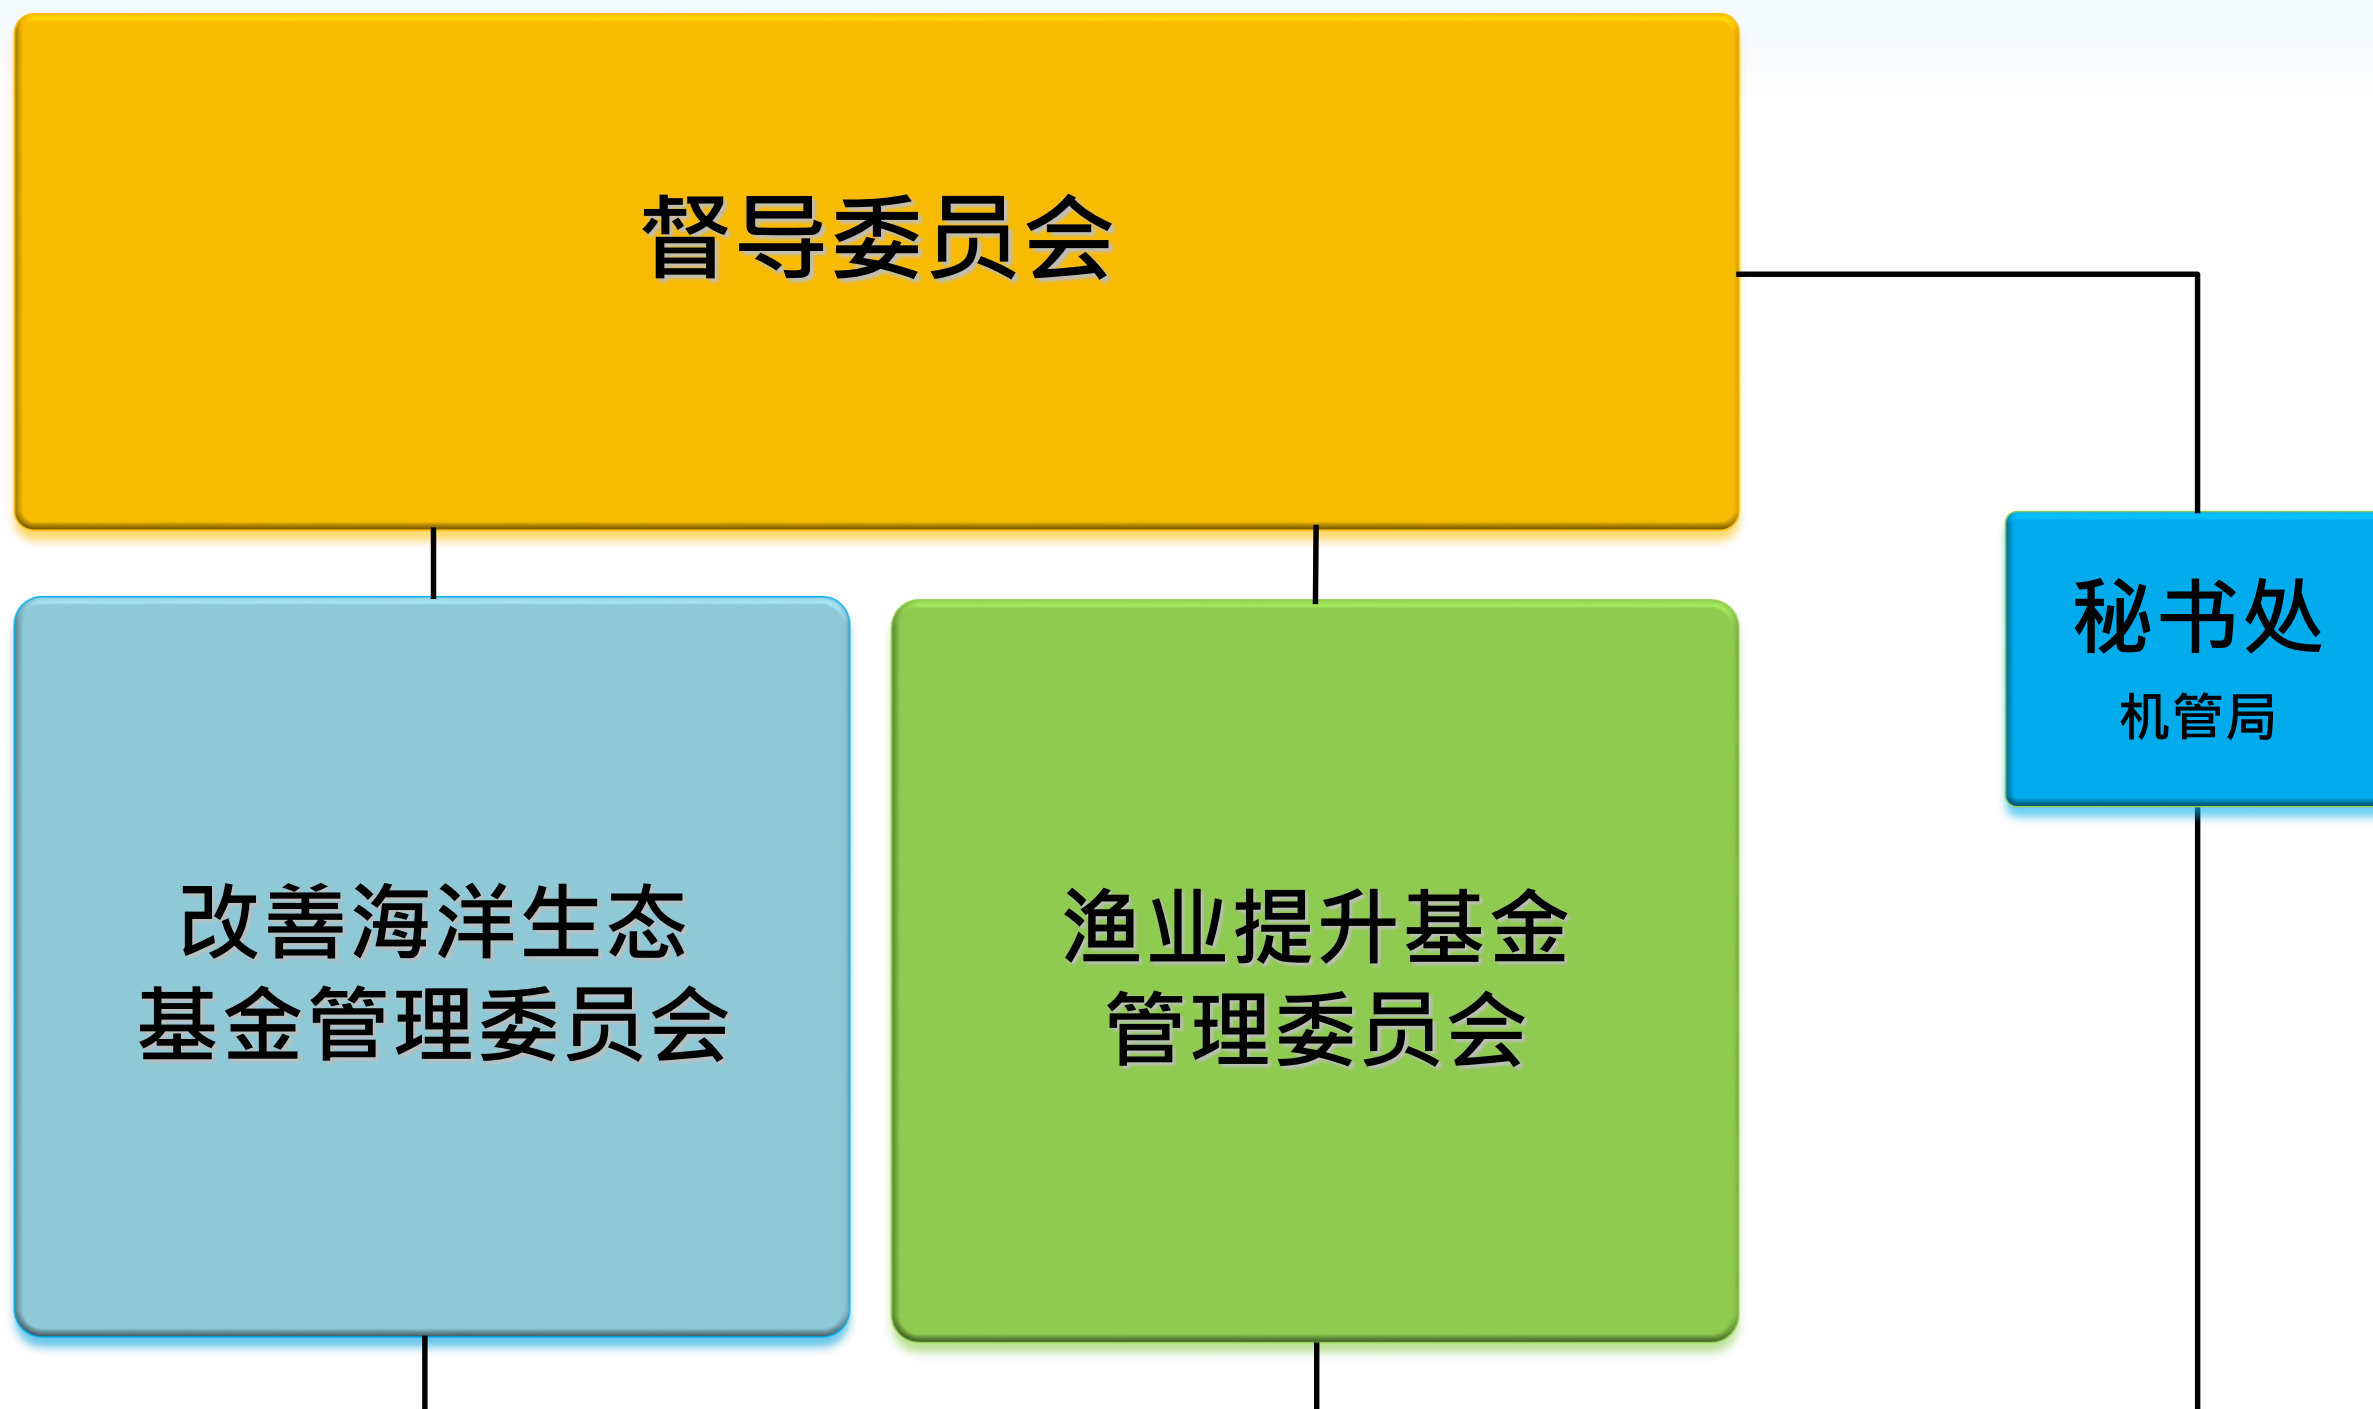 督导委员会
秘书处
机管局
改善海洋生态
基金管理委员会
渔业提升基金
管理委员会